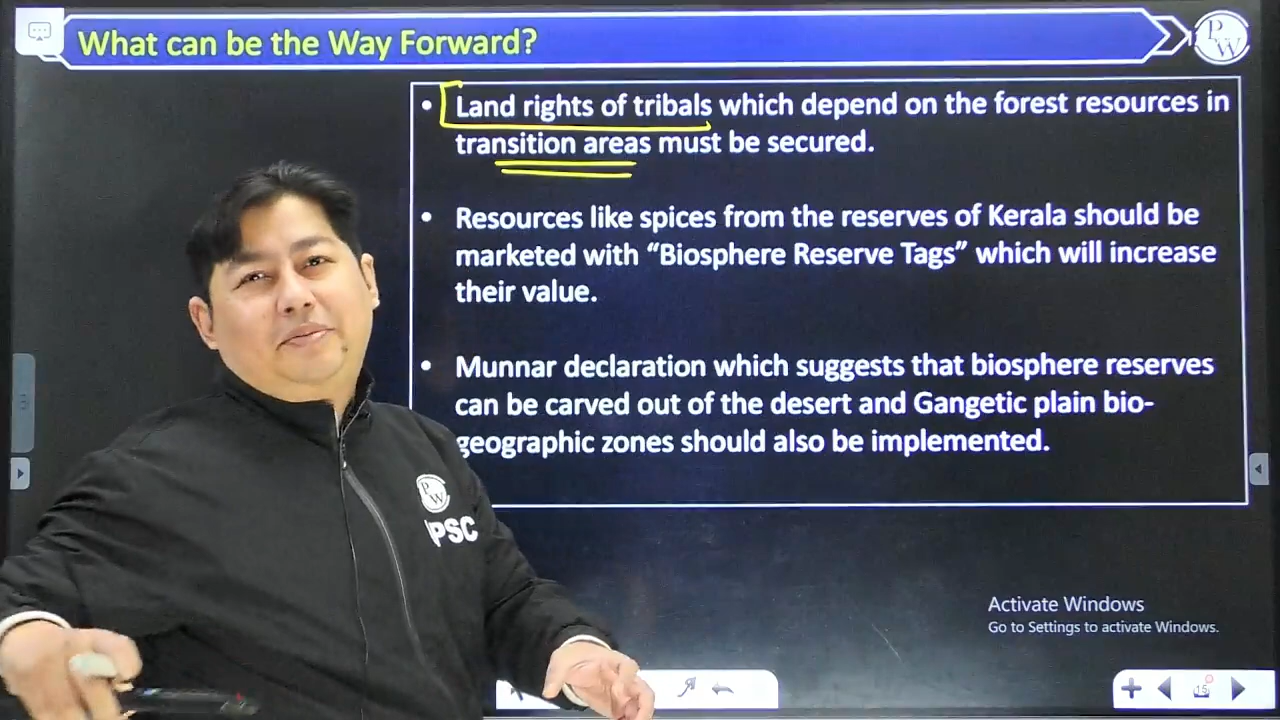 What can be the Way Forward?
PW
• Land rights of tribals which depend on the forest resources in
transition areas must be secured.
• Resources like spices from the reserves of Kerala should be
marketed with “Biosphere Reserve Tags” which will increase
their value.
• Munnar declaration which suggests that biosphere reserves
can be carved out of the desert and Gangetic plain bio-
geographic zones should also be implemented.
PW
PSC
Activate Windows
Go to Settings to activate Windows.
15